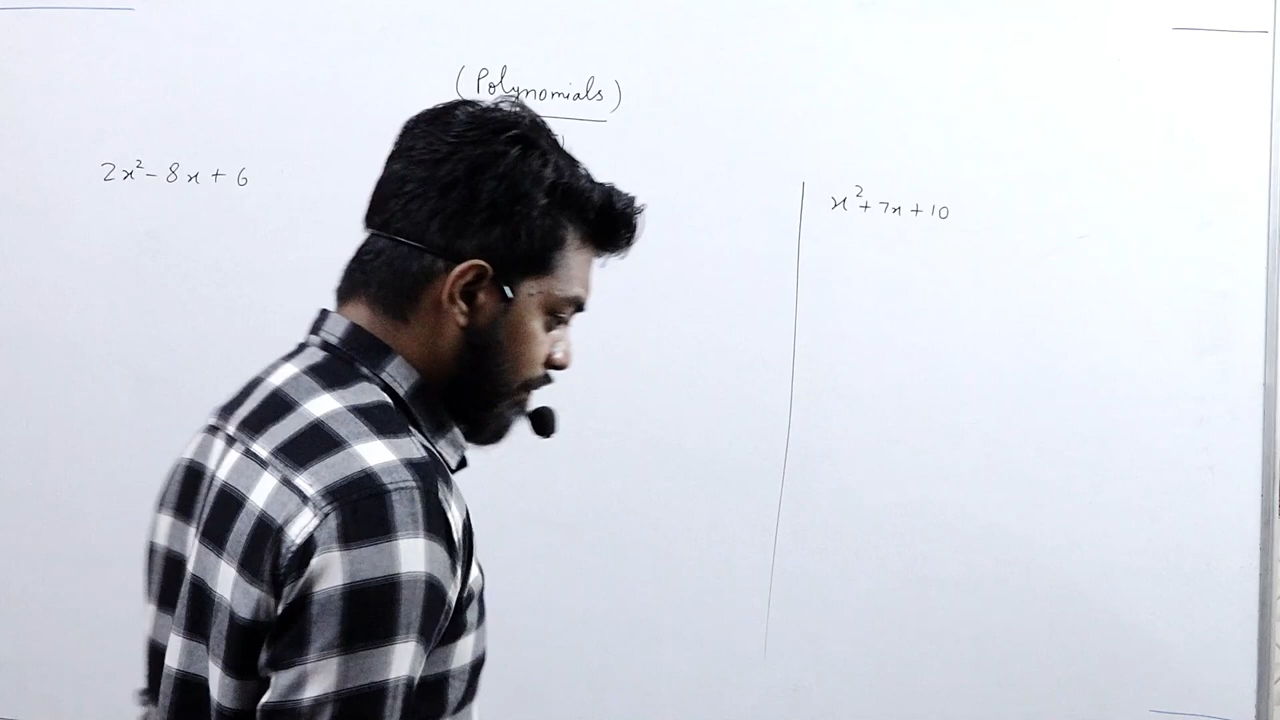 (Polynomials)
2x² - 8x + 6
x² + 7x + 10